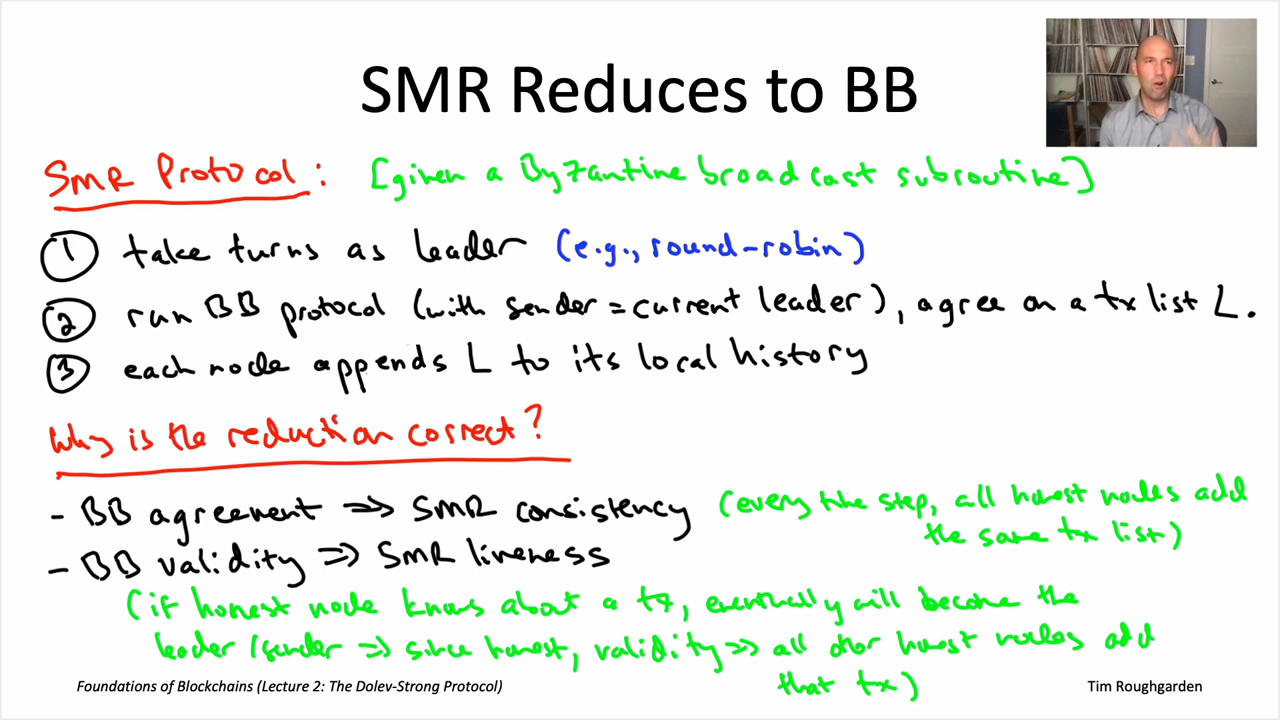 SMR Reduces to BB
SMR Protocol: [given a Byzantine broadcast subroutine]
① take turns as leader (e.g., round-robin)
② run BB protocol (with sender = current leader), agree on a tx list L.
③ each node appends L to its local history
Why is the reduction correct?
- BB agreement ⟹ SMR consistency (every time step, all honest nodes add
the same tx list)
- BB validity ⟹ SMR liveness
(if honest node knows about a tx, eventually will become the
leader/sender ⟹ since honest, validity ⟹ all other honest nodes add
that tx)
Foundations of Blockchains (Lecture 2: The Dolev-Strong Protocol)
Tim Roughgarden